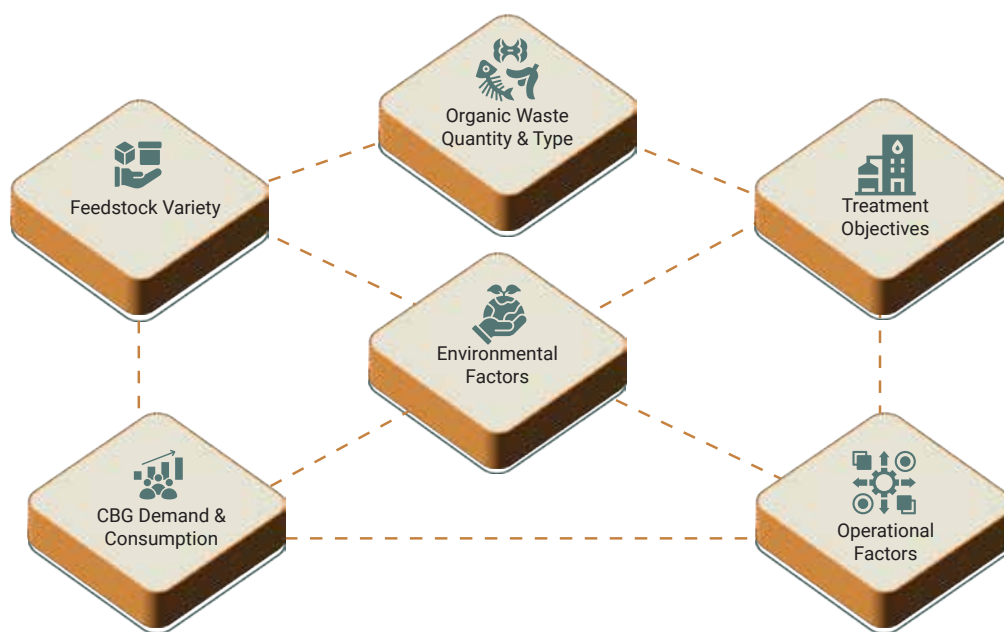 Organic Waste
Quantity & Type
Feedstock Variety
Treatment
Objectives
Environmental
Factors
CBG Demand &
Consumption
Operational
Factors